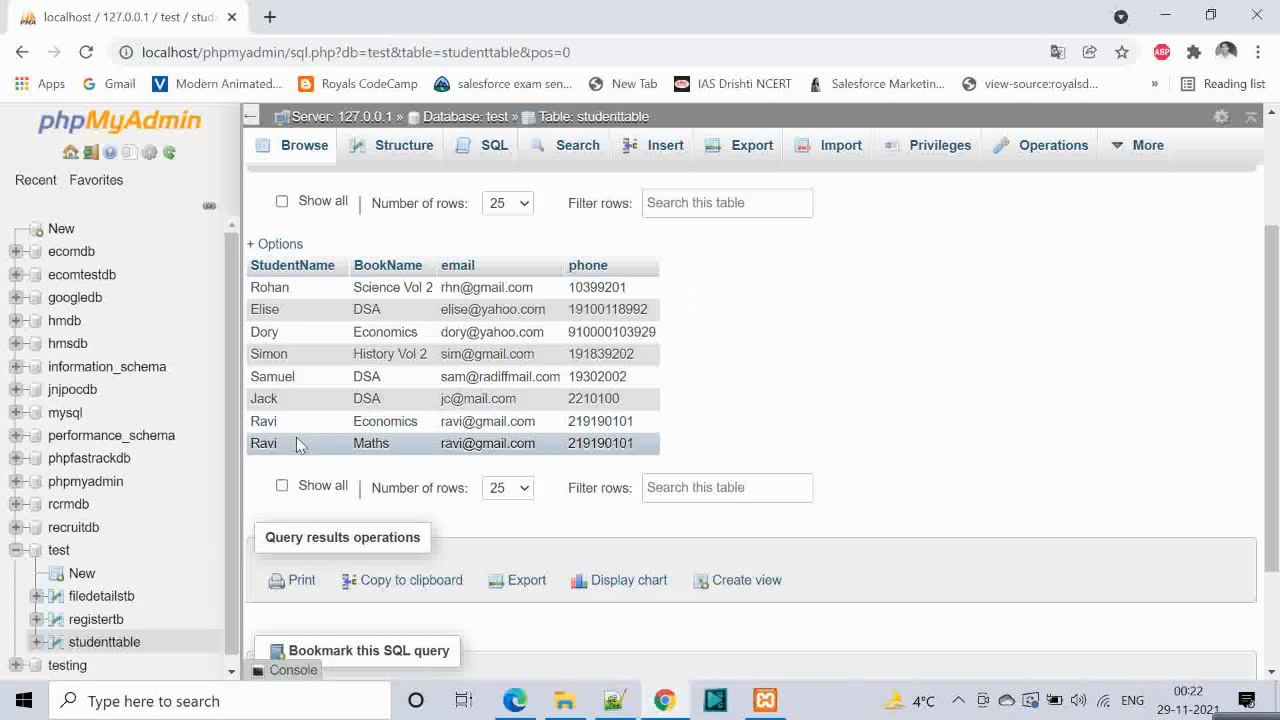 localhost / 127.0.0.1 / test / stud
localhost/phpmyadmin/sql.php?db=test&table=studenttable&pos=0
ABP
Apps Gmail Modern Animated... Royals CodeCamp salesforce exam sen... New Tab IAS Drishti NCERT Salesforce Marketin... view-source:royalsd... » Reading list
phpMyAdmin
Server: 127.0.0.1 » Database: test » Table: studenttable
Browse Structure SQL Search Insert Export Import Privileges Operations More
Recent Favorites
New
ecomdb
ecomtestdb
googledb
hmdb
hmsdb
information_schema
jnjpocdb
mysql
performance_schema
phpfastrackdb
phpmyadmin
rcrmdb
recruitdb
test
New
filedetailstb
registertb
studenttable
testing
Show all | Number of rows: 25 Filter rows: Search this table
+ Options
StudentName BookName email phone
Rohan Science Vol 2 rhn@gmail.com 10399201
Elise DSA elise@yahoo.com 19100118992
Dory Economics dory@yahoo.com 910000103929
Simon History Vol 2 sim@gmail.com 191839202
Samuel DSA sam@radiffmail.com 19302002
Jack DSA jc@mail.com 2210100
Ravi Economics ravi@gmail.com 219190101
Ravi Maths ravi@gmail.com 219190101
Show all | Number of rows: 25 Filter rows: Search this table
Query results operations
Print Copy to clipboard Export Display chart Create view
Bookmark this SQL query
Console
Type here to search
4°C ENG
00:22
29-11-2021